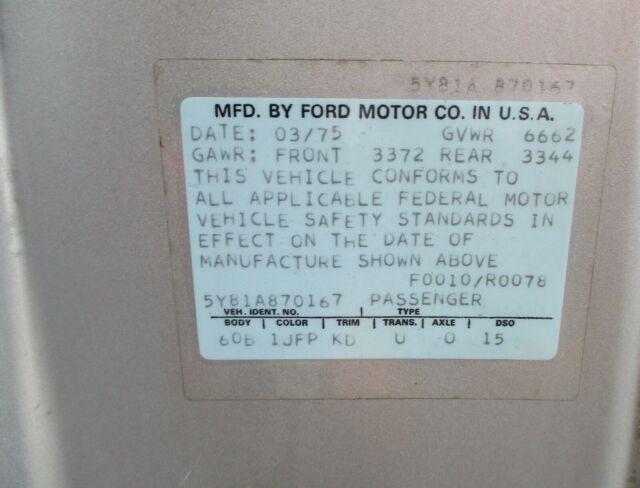 5Y81A 870167
MFD. BY FORD MOTOR CO. IN U.S.A.
DATE: 03/75 GVWR 6662
GAWR: FRONT 3372 REAR 3344
THIS VEHICLE CONFORMS TO
ALL APPLICABLE FEDERAL MOTOR
VEHICLE SAFETY STANDARDS IN
EFFECT ON THE DATE OF
MANUFACTURE SHOWN ABOVE
F0010/R0078
5Y81A870167 PASSENGER
VEH. IDENT. NO. TYPE
BODY | COLOR | TRIM | TRANS. | AXLE | DSO
60B 1JFP KD U 0 15